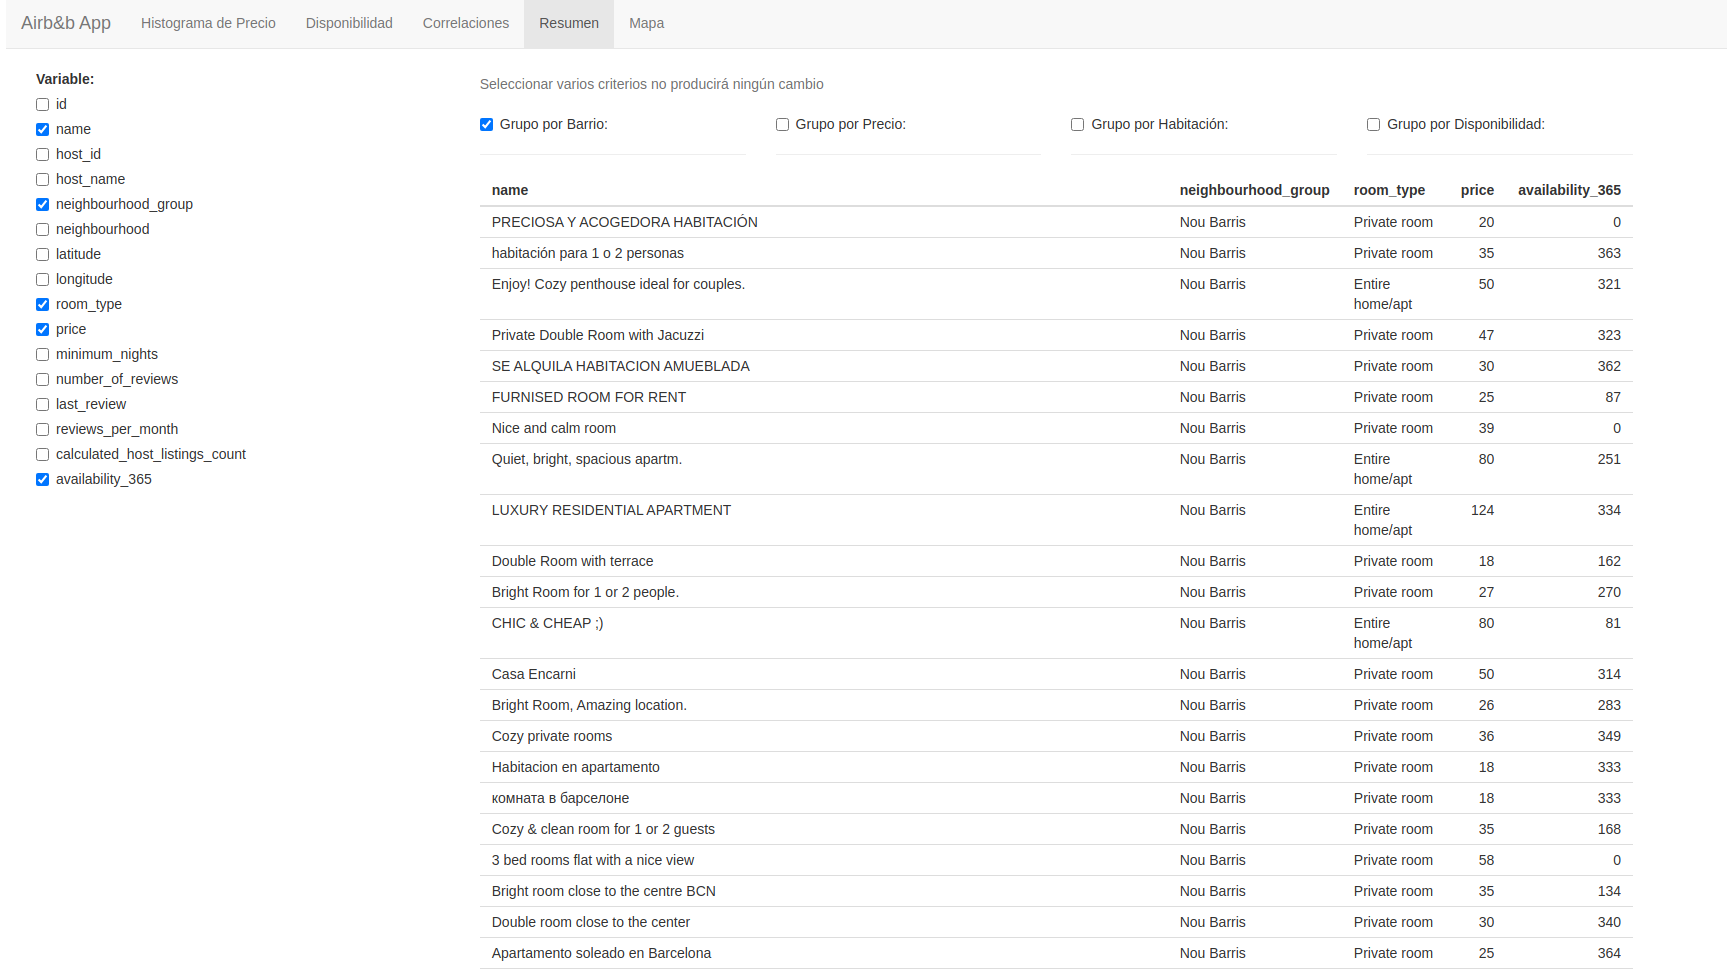 Airb&b App Histograma de Precio Disponibilidad Correlaciones Resumen Mapa
Variable:
id
name
host_id
host_name
neighbourhood_group
neighbourhood
latitude
longitude
room_type
price
minimum_nights
number_of_reviews
last_review
reviews_per_month
calculated_host_listings_count
availability_365
Seleccionar varios criterios no producirá ningún cambio
Grupo por Barrio: Grupo por Precio: Grupo por Habitación: Grupo por Disponibilidad:
name neighbourhood_group room_type price availability_365
PRECIOSA Y ACOGEDORA HABITACIÓN Nou Barris Private room 20 0
habitación para 1 o 2 personas Nou Barris Private room 35 363
Enjoy! Cozy penthouse ideal for couples. Nou Barris Entire 50 321
home/apt
Private Double Room with Jacuzzi Nou Barris Private room 47 323
SE ALQUILA HABITACION AMUEBLADA Nou Barris Private room 30 362
FURNISED ROOM FOR RENT Nou Barris Private room 25 87
Nice and calm room Nou Barris Private room 39 0
Quiet, bright, spacious apartm. Nou Barris Entire 80 251
home/apt
LUXURY RESIDENTIAL APARTMENT Nou Barris Entire 124 334
home/apt
Double Room with terrace Nou Barris Private room 18 162
Bright Room for 1 or 2 people. Nou Barris Private room 27 270
CHIC & CHEAP ;) Nou Barris Entire 80 81
home/apt
Casa Encarni Nou Barris Private room 50 314
Bright Room, Amazing location. Nou Barris Private room 26 283
Cozy private rooms Nou Barris Private room 36 349
Habitacion en apartamento Nou Barris Private room 18 333
комната в барселоне Nou Barris Private room 18 333
Cozy & clean room for 1 or 2 guests Nou Barris Private room 35 168
3 bed rooms flat with a nice view Nou Barris Private room 58 0
Bright room close to the centre BCN Nou Barris Private room 35 134
Double room close to the center Nou Barris Private room 30 340
Apartamento soleado en Barcelona Nou Barris Private room 25 364